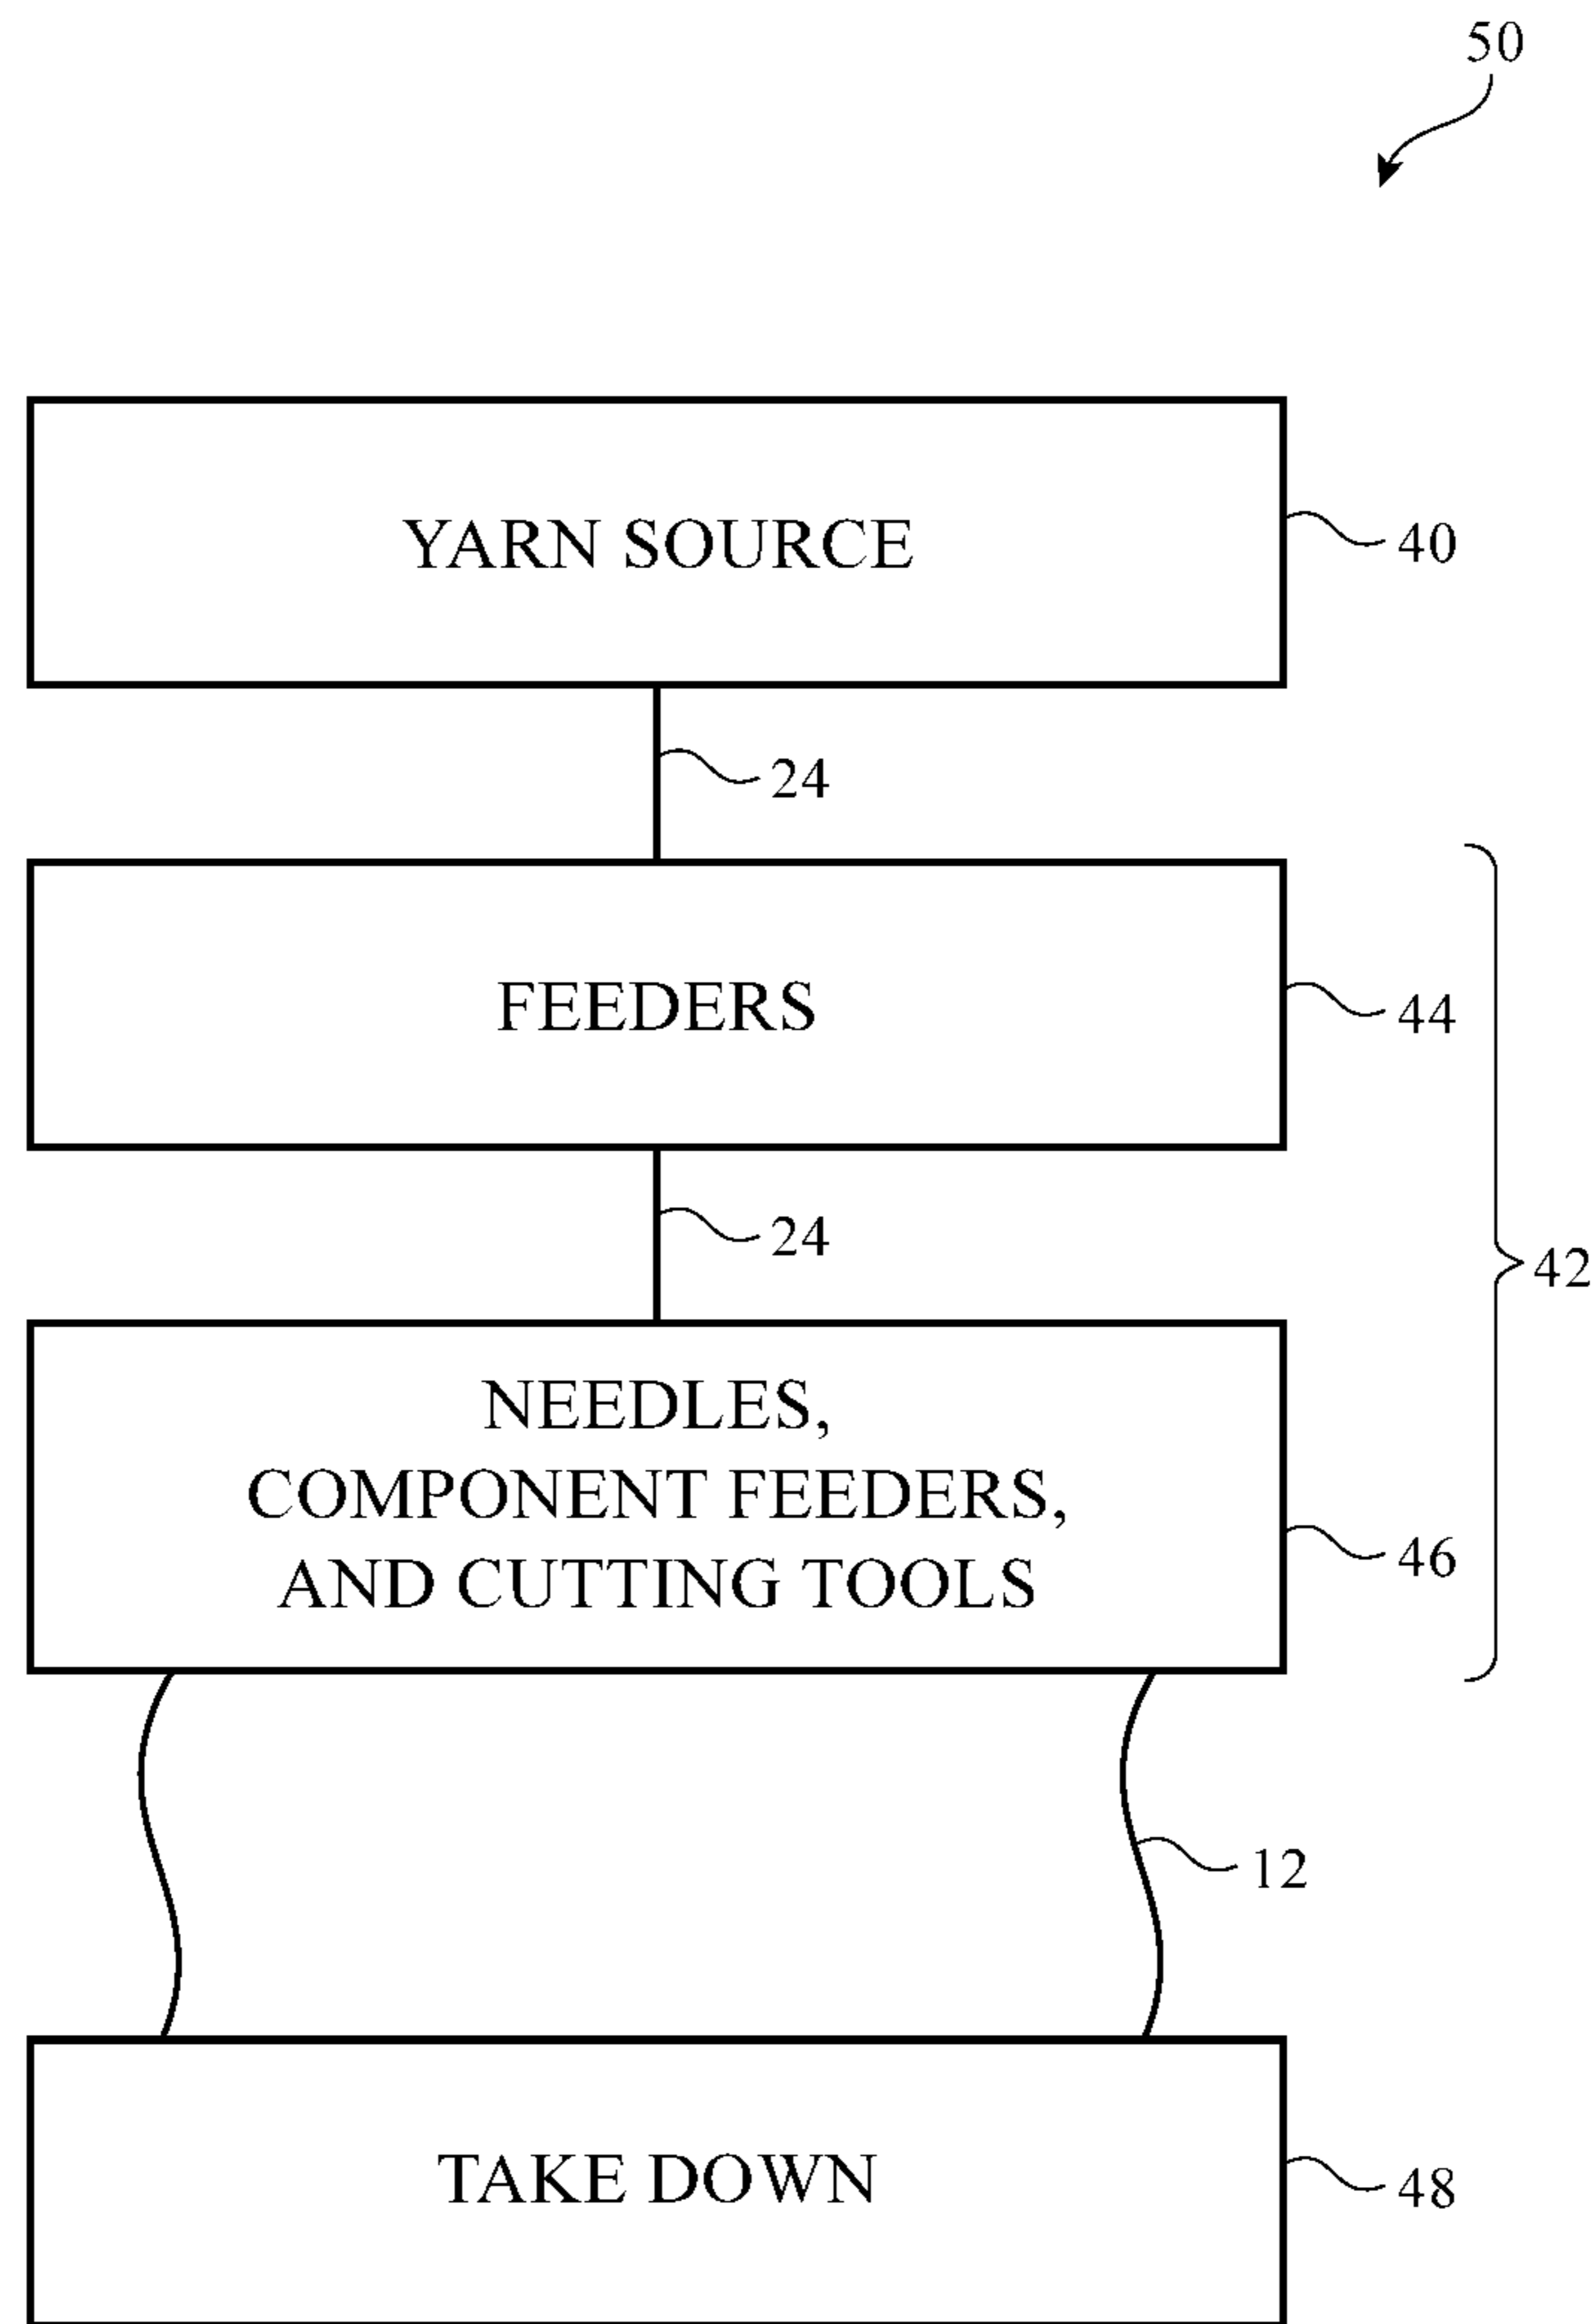 50
YARN SOURCE
40
24
FEEDERS
44
24
42
NEEDLES,
COMPONENT FEEDERS,
AND CUTTING TOOLS
46
12
TAKE DOWN
48